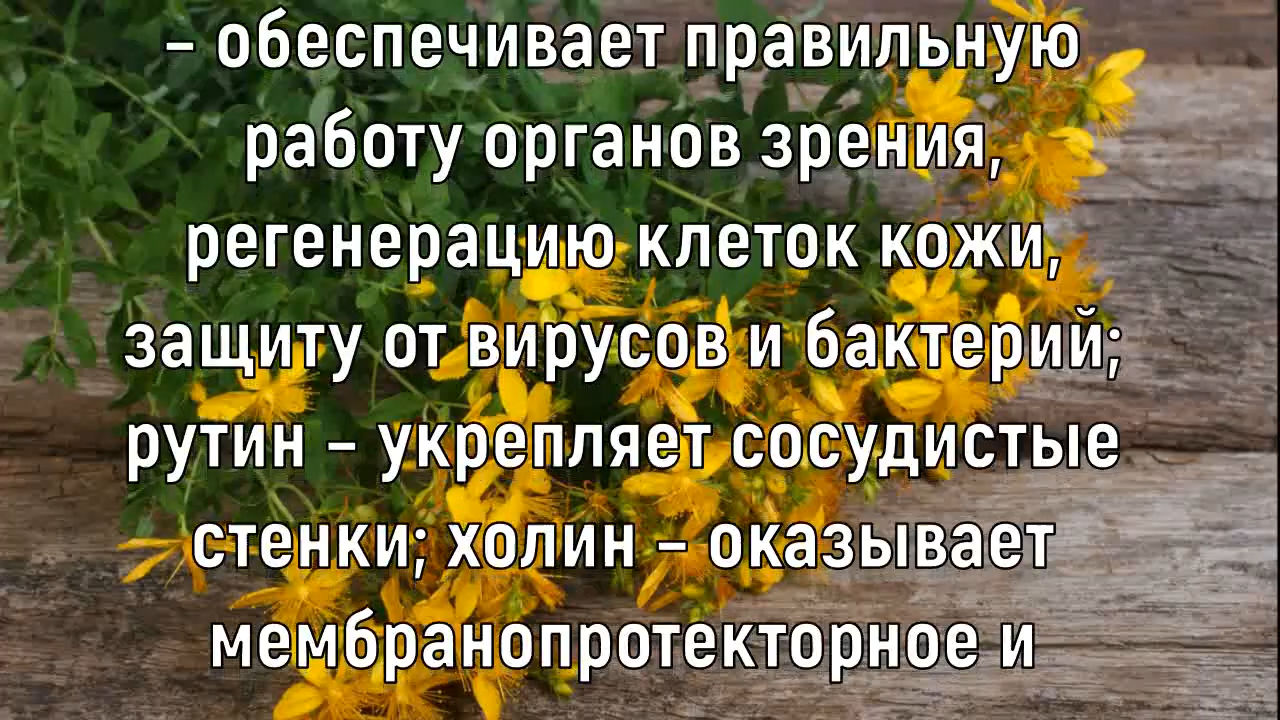 – обеспечивает правильную
работу органов зрения,
регенерацию клеток кожи,
защиту от вирусов и бактерий;
рутин – укрепляет сосудистые
стенки; холин – оказывает
мембранопротекторное и